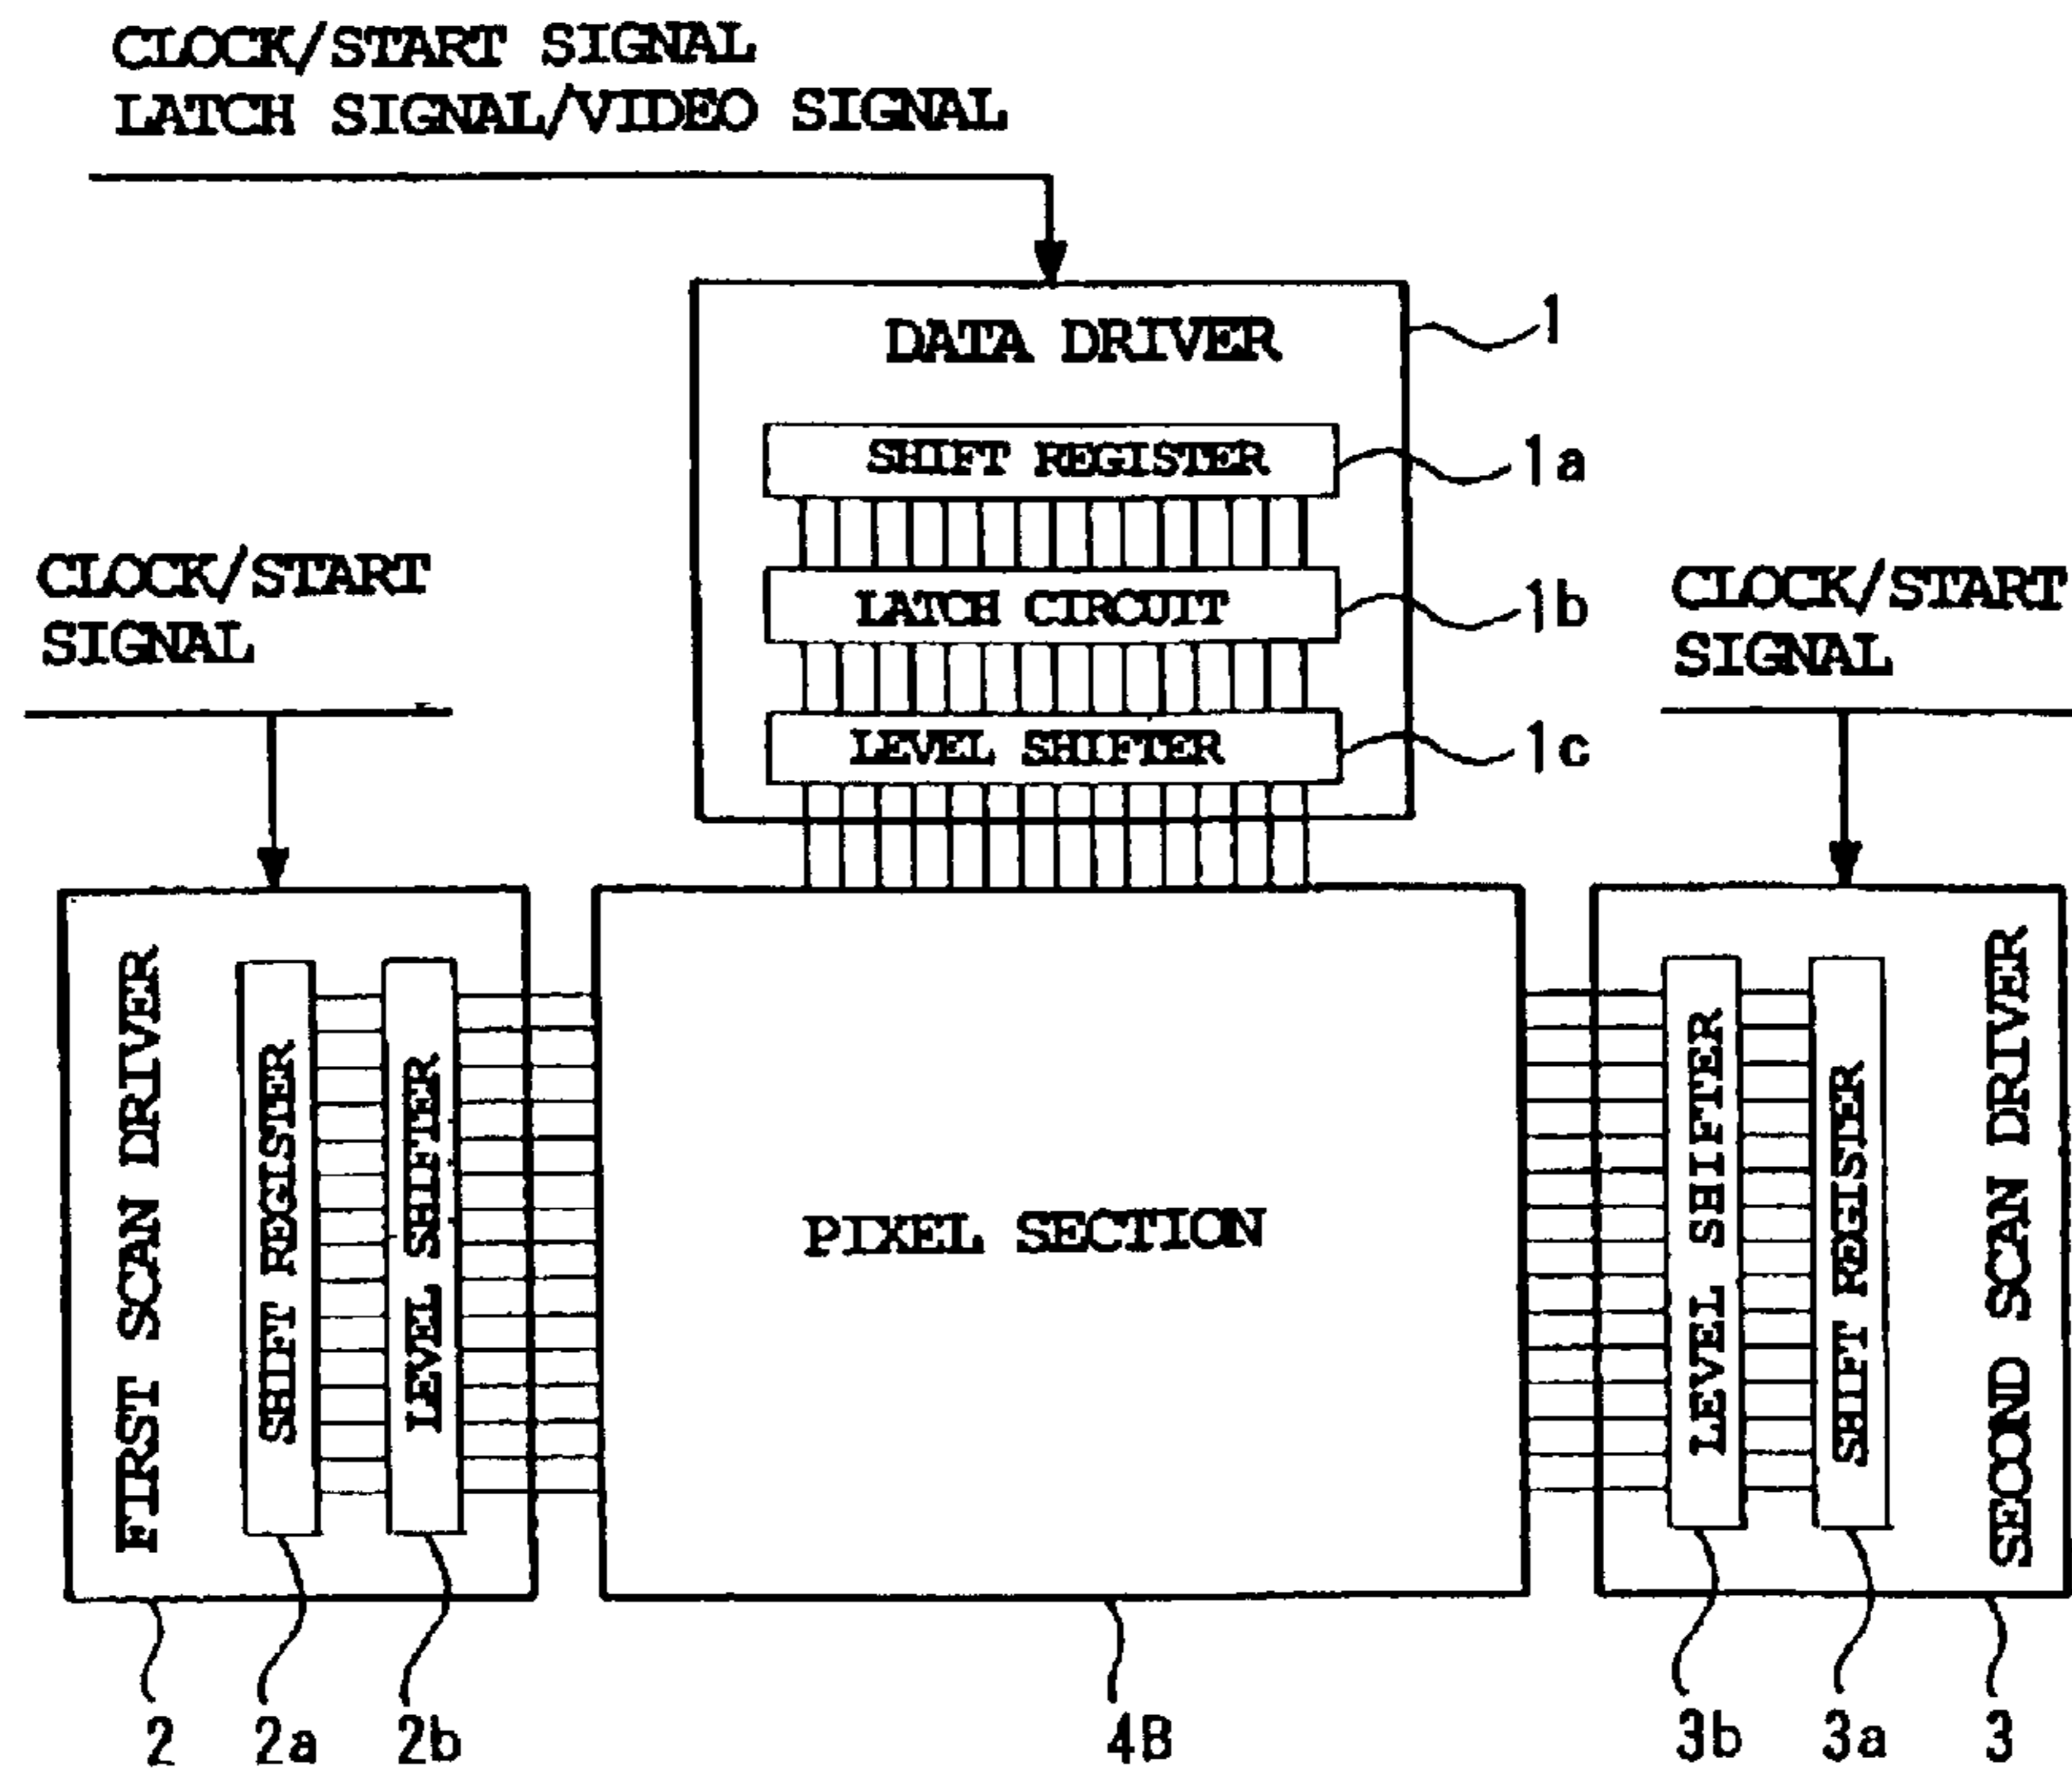 CLOCK/START SIGNAL
LATCH SIGNAL/VIDEO SIGNAL
DATA DRIVER
1
SHIFT REGISTER
1a
LATCH CIRCUIT
1b
LEVEL SHIFTER
1c
CLOCK/START
SIGNAL
CLOCK/START
SIGNAL
FIRST SCAN DRIVER
SHIFT REGISTER
LEVEL SHIFTER
PIXEL SECTION
LEVEL SHIFTER
SHIFT REGISTER
SECOND SCAN DRIVER
2
2a
2b
4B
3b
3a
3